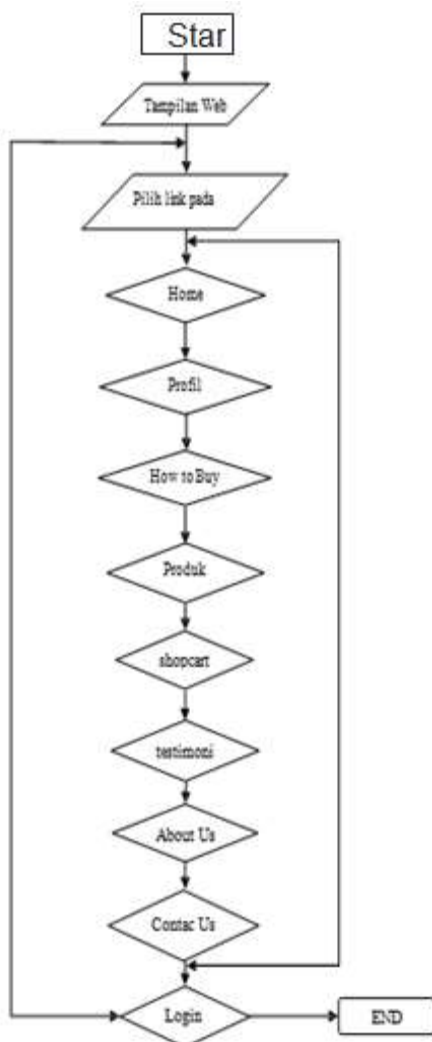 Star
Tampilan Web
Pilih link pada
Home
Profil
How to Buy
Produk
shopcart
testimoni
About Us
Contac Us
Login
END